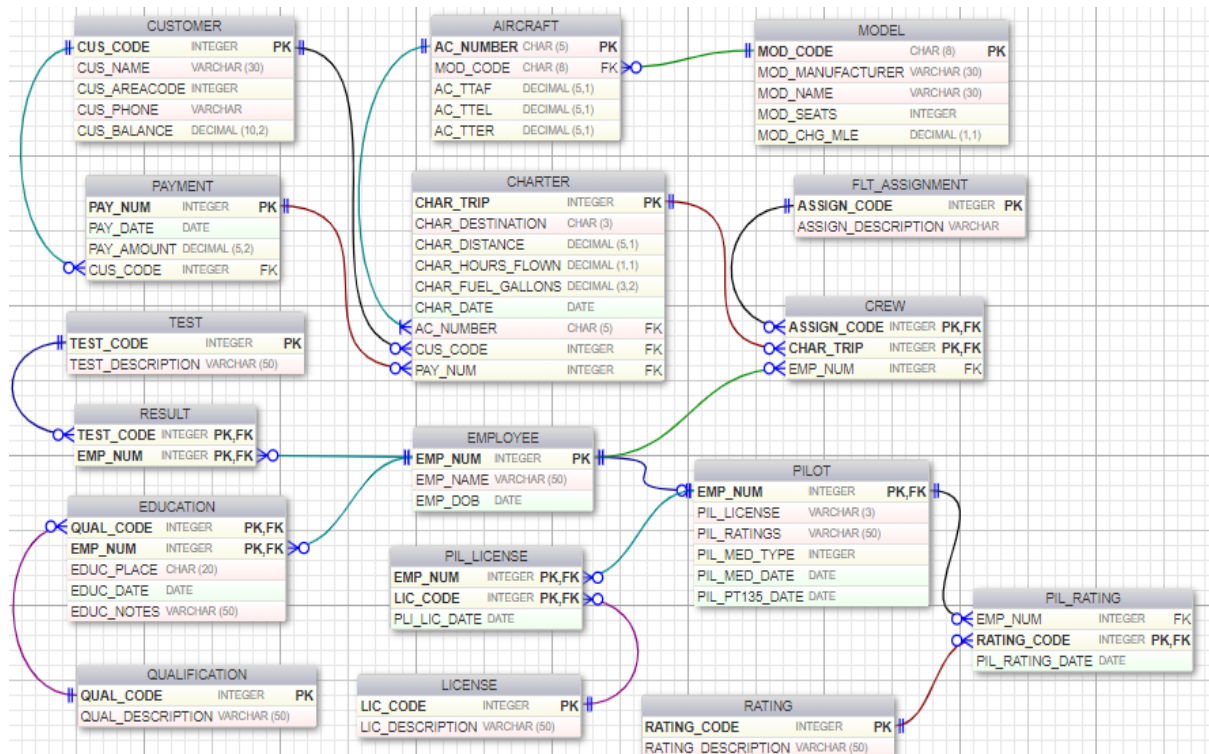 CUSTOMER
CUS_CODE INTEGER PK
CUS_NAME VARCHAR (30)
CUS_AREACODE INTEGER
CUS_PHONE VARCHAR
CUS_BALANCE DECIMAL (10,2)
AIRCRAFT
AC_NUMBER CHAR (5) PK
MOD_CODE CHAR (8) FK
AC_TTAF DECIMAL (5,1)
AC_TTEL DECIMAL (5,1)
AC_TTER DECIMAL (5,1)
MODEL
MOD_CODE CHAR (8) PK
MOD_MANUFACTURER VARCHAR (30)
MOD_NAME VARCHAR (30)
MOD_SEATS INTEGER
MOD_CHG_MLE DECIMAL (1,1)
PAYMENT
PAY_NUM INTEGER PK
PAY_DATE DATE
PAY_AMOUNT DECIMAL (5,2)
CUS_CODE INTEGER FK
CHARTER
CHAR_TRIP INTEGER PK
CHAR_DESTINATION CHAR (3)
CHAR_DISTANCE DECIMAL (5,1)
CHAR_HOURS_FLOWN DECIMAL (1,1)
CHAR_FUEL_GALLONS DECIMAL (3,2)
CHAR_DATE DATE
AC_NUMBER CHAR (5) FK
CUS_CODE INTEGER FK
PAY_NUM INTEGER FK
FLT_ASSIGNMENT
ASSIGN_CODE INTEGER PK
ASSIGN_DESCRIPTION VARCHAR
CREW
ASSIGN_CODE INTEGER PK,FK
CHAR_TRIP INTEGER PK,FK
EMP_NUM INTEGER FK
TEST
TEST_CODE INTEGER PK
TEST_DESCRIPTION VARCHAR (50)
RESULT
TEST_CODE INTEGER PK,FK
EMP_NUM INTEGER PK,FK
EMPLOYEE
EMP_NUM INTEGER PK
EMP_NAME VARCHAR (50)
EMP_DOB DATE
PILOT
EMP_NUM INTEGER PK,FK
PIL_LICENSE VARCHAR (3)
PIL_RATINGS VARCHAR (50)
PIL_MED_TYPE INTEGER
PIL_MED_DATE DATE
PIL_PT135_DATE DATE
EDUCATION
QUAL_CODE INTEGER PK,FK
EMP_NUM INTEGER PK,FK
EDUC_PLACE CHAR (20)
EDUC_DATE DATE
EDUC_NOTES VARCHAR (50)
PIL_LICENSE
EMP_NUM INTEGER PK,FK
LIC_CODE INTEGER PK,FK
PLI_LIC_DATE DATE
PIL_RATING
EMP_NUM INTEGER FK
RATING_CODE INTEGER PK,FK
PIL_RATING_DATE DATE
QUALIFICATION
QUAL_CODE INTEGER PK
QUAL_DESCRIPTION VARCHAR (50)
LICENSE
LIC_CODE INTEGER PK
LIC_DESCRIPTION VARCHAR (50)
RATING
RATING_CODE INTEGER PK
RATING_DESCRIPTION VARCHAR (50)